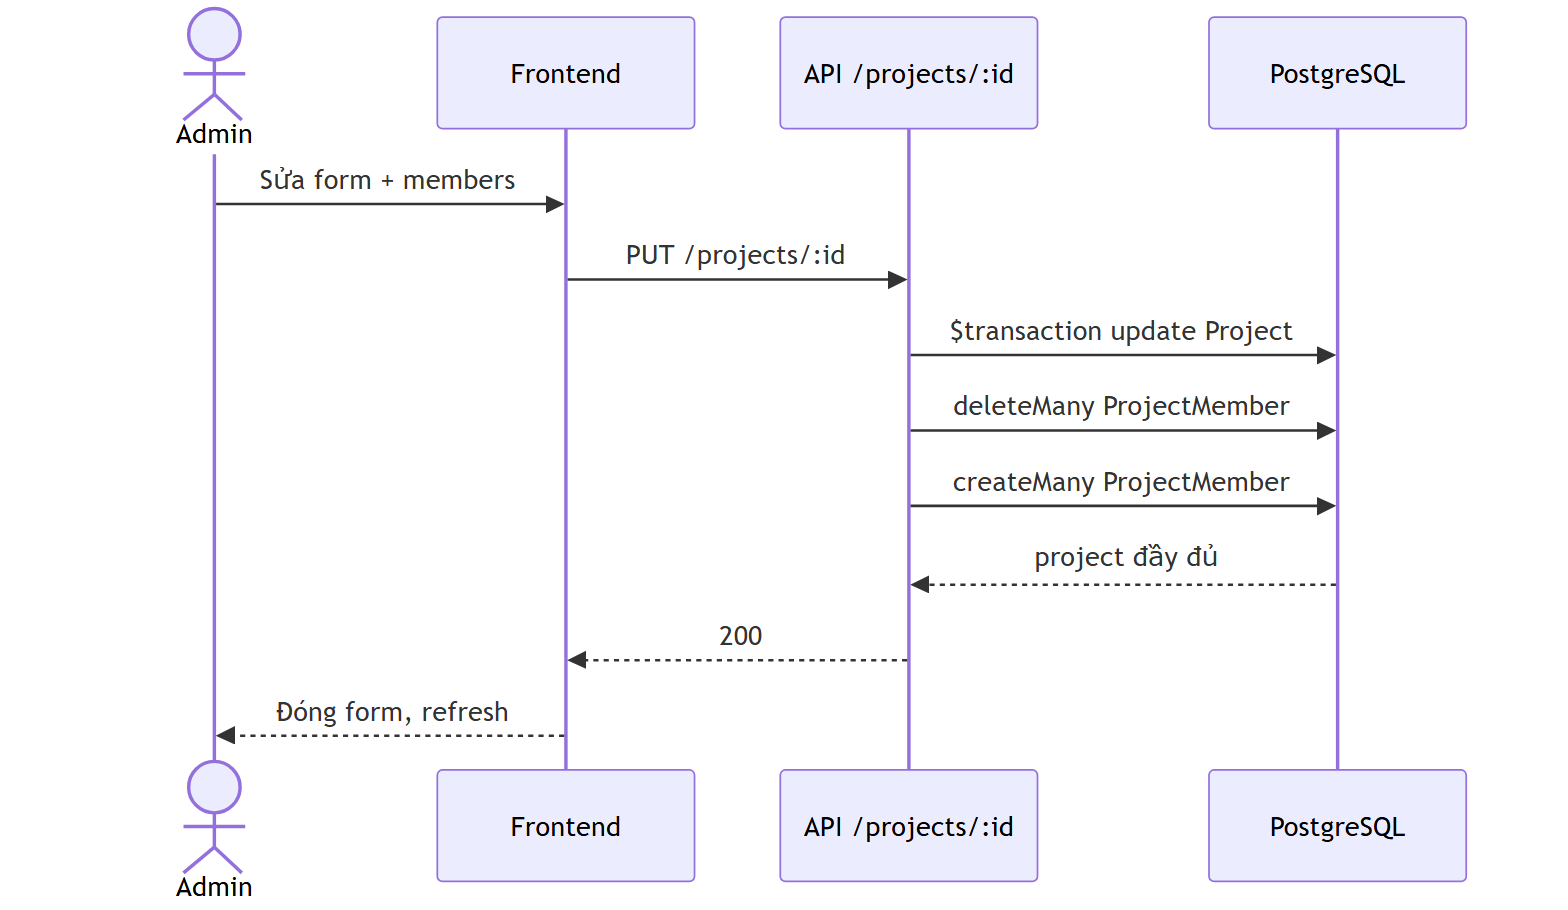 Admin
Frontend
API /projects/:id
PostgreSQL
Sửa form + members
PUT /projects/:id
$transaction update Project
deleteMany ProjectMember
createMany ProjectMember
project đầy đủ
200
Đóng form, refresh
Admin
Frontend
API /projects/:id
PostgreSQL